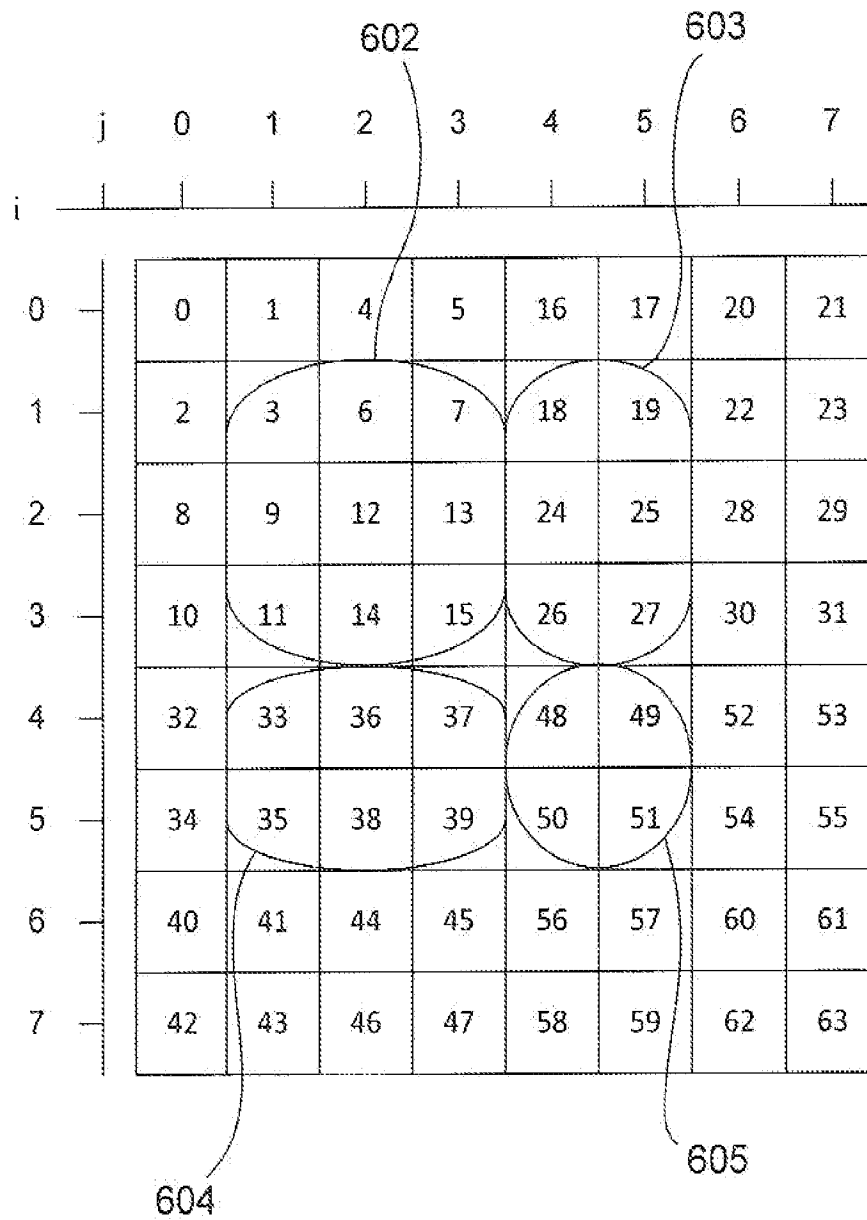 602 603
j 0 1 2 3 4 5 6 7
i
0 0 1 4 5 16 17 20 21
1 2 3 6 7 18 19 22 23
2 8 9 12 13 24 25 28 29
3 10 11 14 15 26 27 30 31
4 32 33 36 37 48 49 52 53
5 34 35 38 39 50 51 54 55
6 40 41 44 45 56 57 60 61
7 42 43 46 47 58 59 62 63
605
604